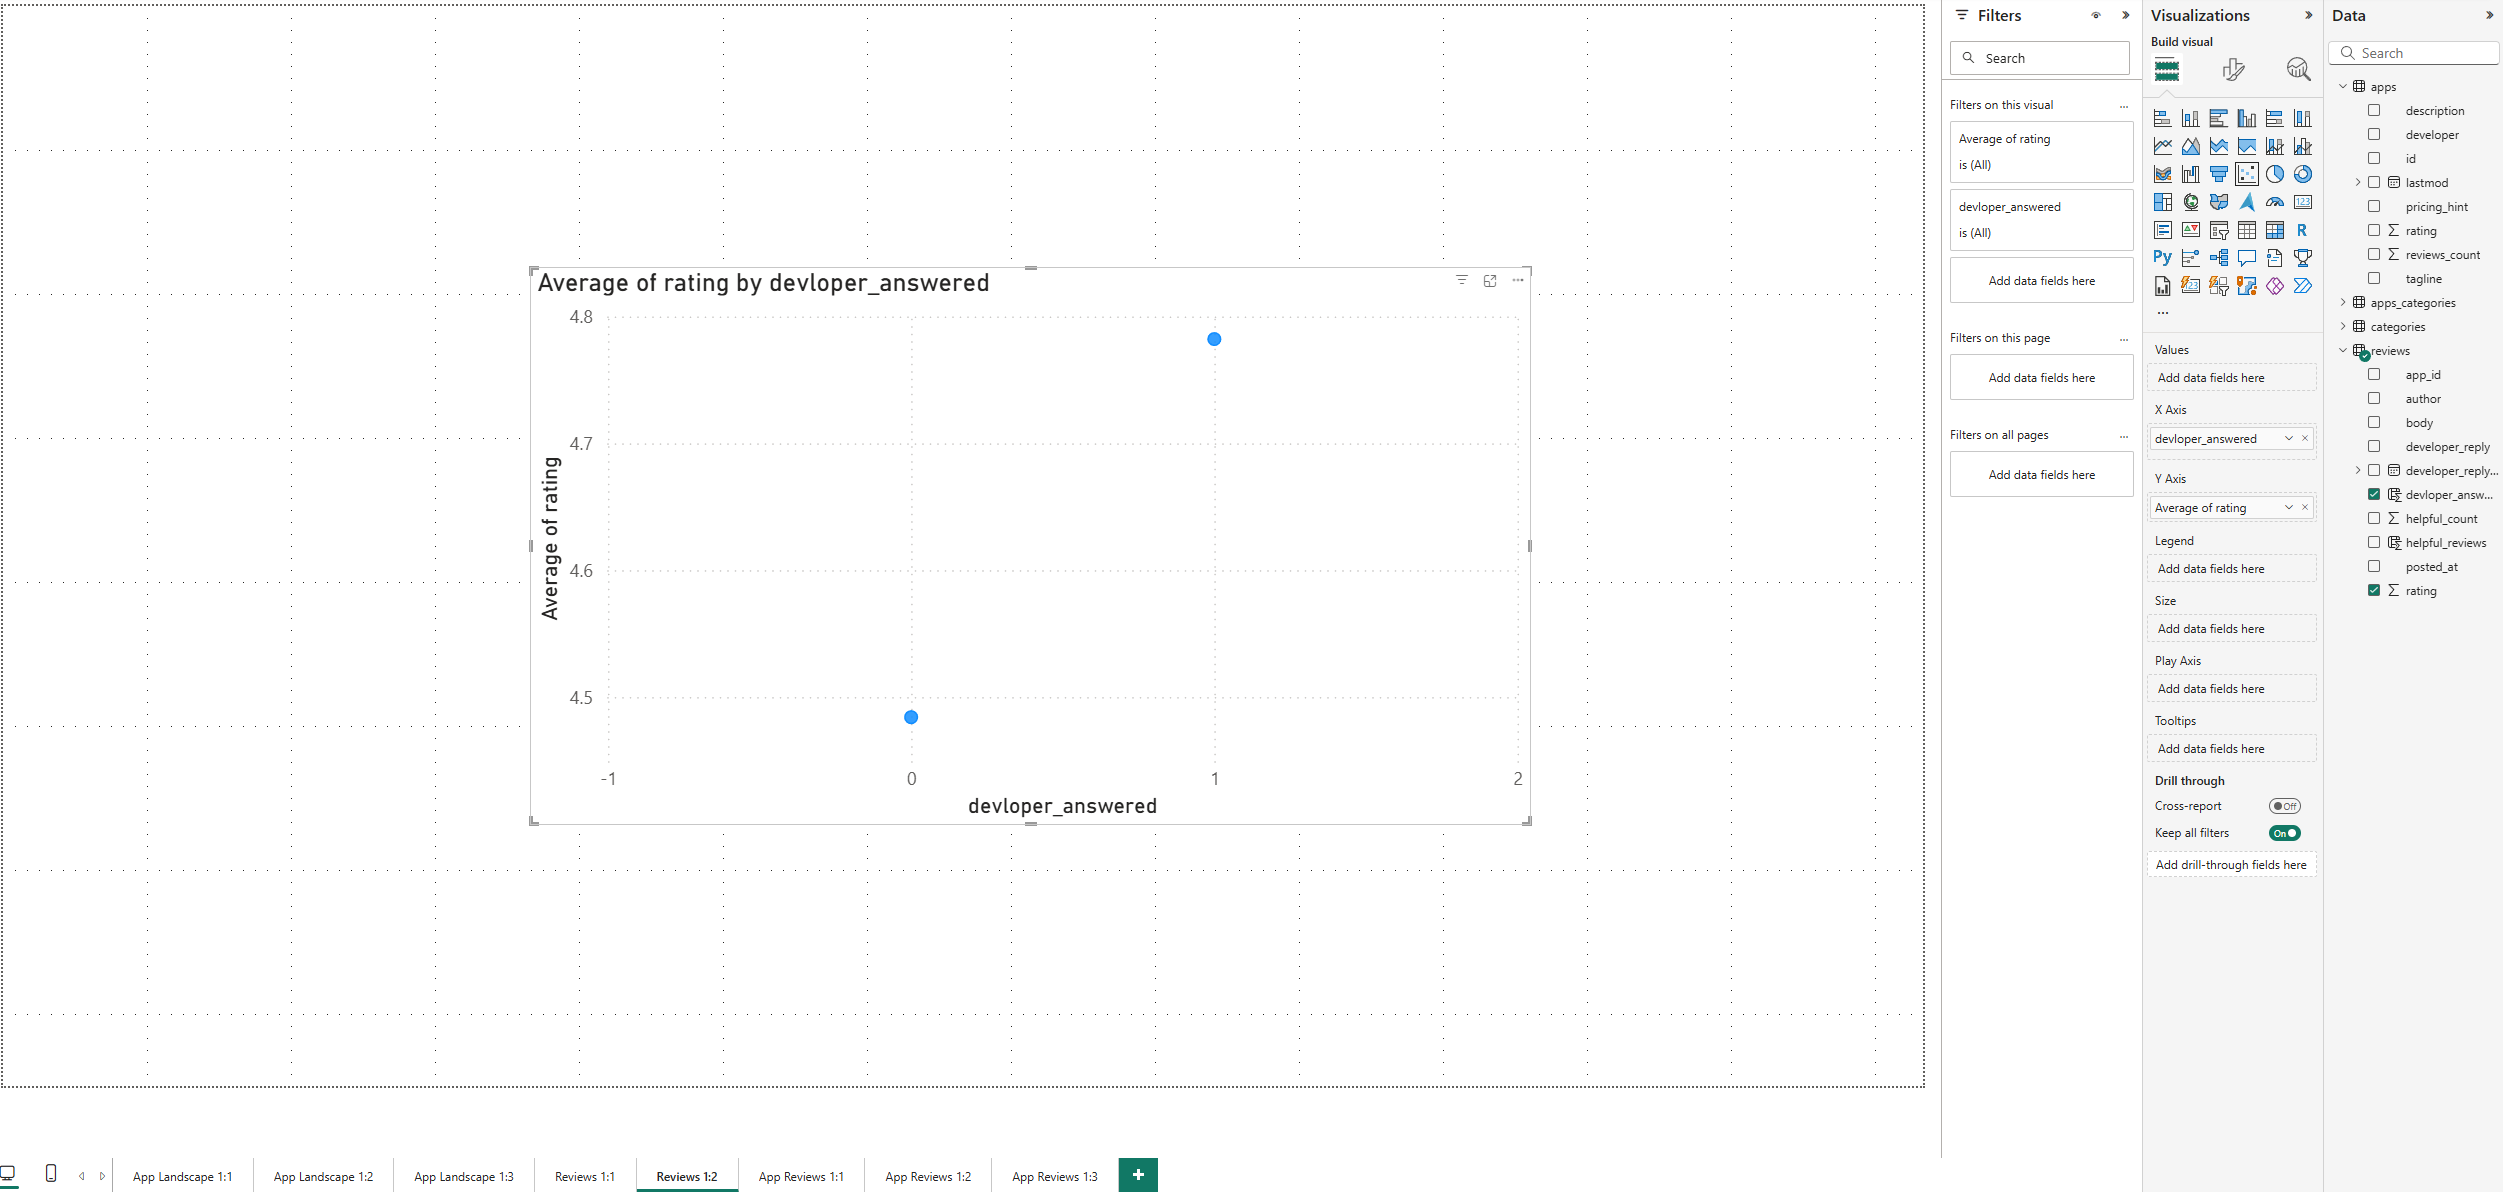 Average of rating by devloper_answered
4.8
4.7
4.6
4.5
Average of rating
-1 0 1 2
devloper_answered
App Landscape 1:1 App Landscape 1:2 App Landscape 1:3 Reviews 1:1 Reviews 1:2 App Reviews 1:1 App Reviews 1:2 App Reviews 1:3 +
Filters
Search
Filters on this visual ...
Average of rating
is (All)
devloper_answered
is (All)
Add data fields here
Filters on this page ...
Add data fields here
Filters on all pages ...
Add data fields here
Visualizations
Build visual
123
R
Py
123
...
Values
Add data fields here
X Axis
devloper_answered
Y Axis
Average of rating
Legend
Add data fields here
Size
Add data fields here
Play Axis
Add data fields here
Tooltips
Add data fields here
Drill through
Cross-report Off
Keep all filters On
Add drill-through fields here
Data
Search
apps
description
developer
id
lastmod
pricing_hint
rating
reviews_count
tagline
apps_categories
categories
reviews
app_id
author
body
developer_reply
developer_reply...
devloper_answ...
helpful_count
helpful_reviews
posted_at
rating